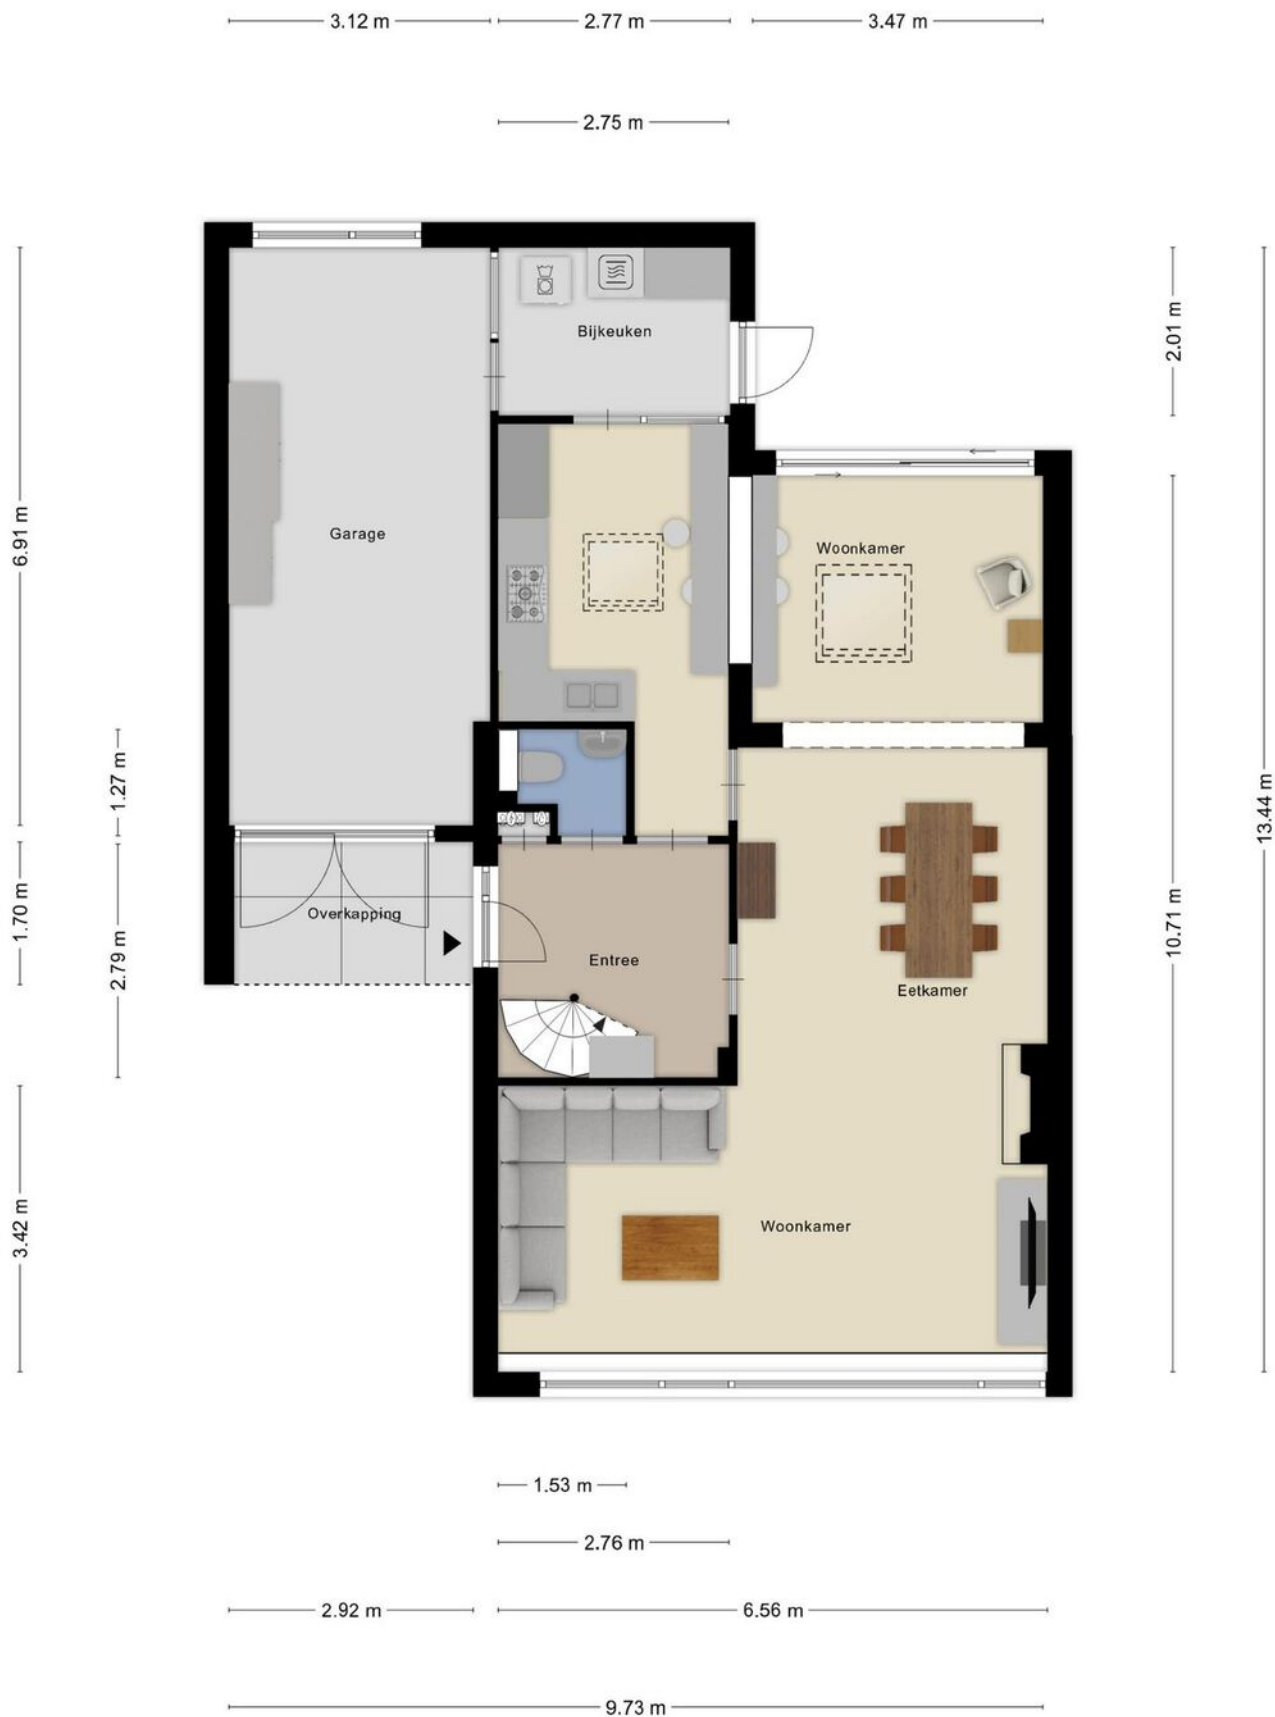 3.12 m
2.77 m
3.47 m
2.75 m
2.01 m
Bijkeuken
6.91 m
Garage
Woonkamer
1.27 m
13.44 m
1.70 m
Overkapping
10.71 m
2.79 m
Entree
Eetkamer
3.42 m
Woonkamer
1.53 m
2.76 m
2.92 m
6.56 m
9.73 m